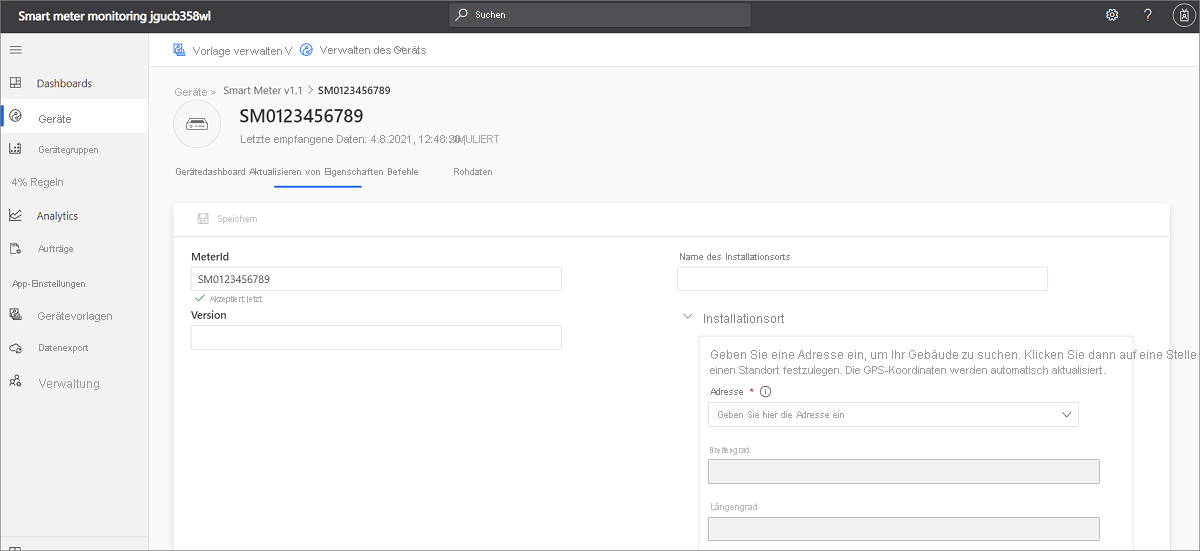 Smart meter monitoring jgucb358wl
Suchen
Vorlage verwalten V Verwalten des Geräts
Dashboards
Geräte
Gerätegruppen
4% Regeln
Analytics
Aufträge
App-Einstellungen
Gerätevorlagen
Datenexport
Verwaltung
Geräte > Smart Meter v1.1 > SM0123456789
SM0123456789
Letzte empfangene Daten: 4.8.2021, 12:48:20 |
Gerätedashboard Aktualisieren von Eigenschaften Befehle Rohdaten
Speichern
MeterId
SM0123456789
Akzeptiert: jetzt
Version
Name des Installationsorts
Installationsort
Geben Sie eine Adresse ein, um Ihr Gebäude zu suchen. Klicken Sie dann auf eine Stelle
einen Standort festzulegen. Die GPS-Koordinaten werden automatisch aktualisiert.
Adresse *
Geben Sie hier die Adresse ein
Breitengrad
Längengrad